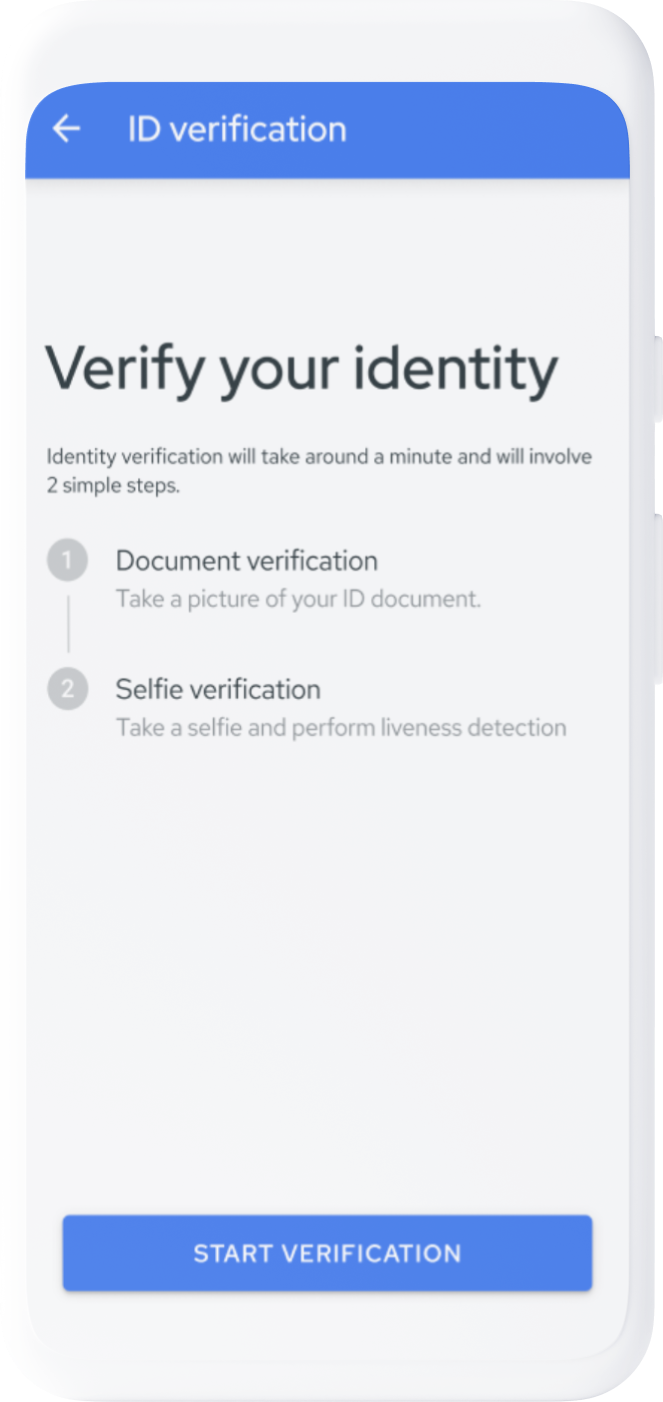 ID verification
Verify your identity
Identity verification will take around a minute and will involve
2 simple steps.
1 Document verification
Take a picture of your ID document.
2 Selfie verification
Take a selfie and perform liveness detection
START VERIFICATION